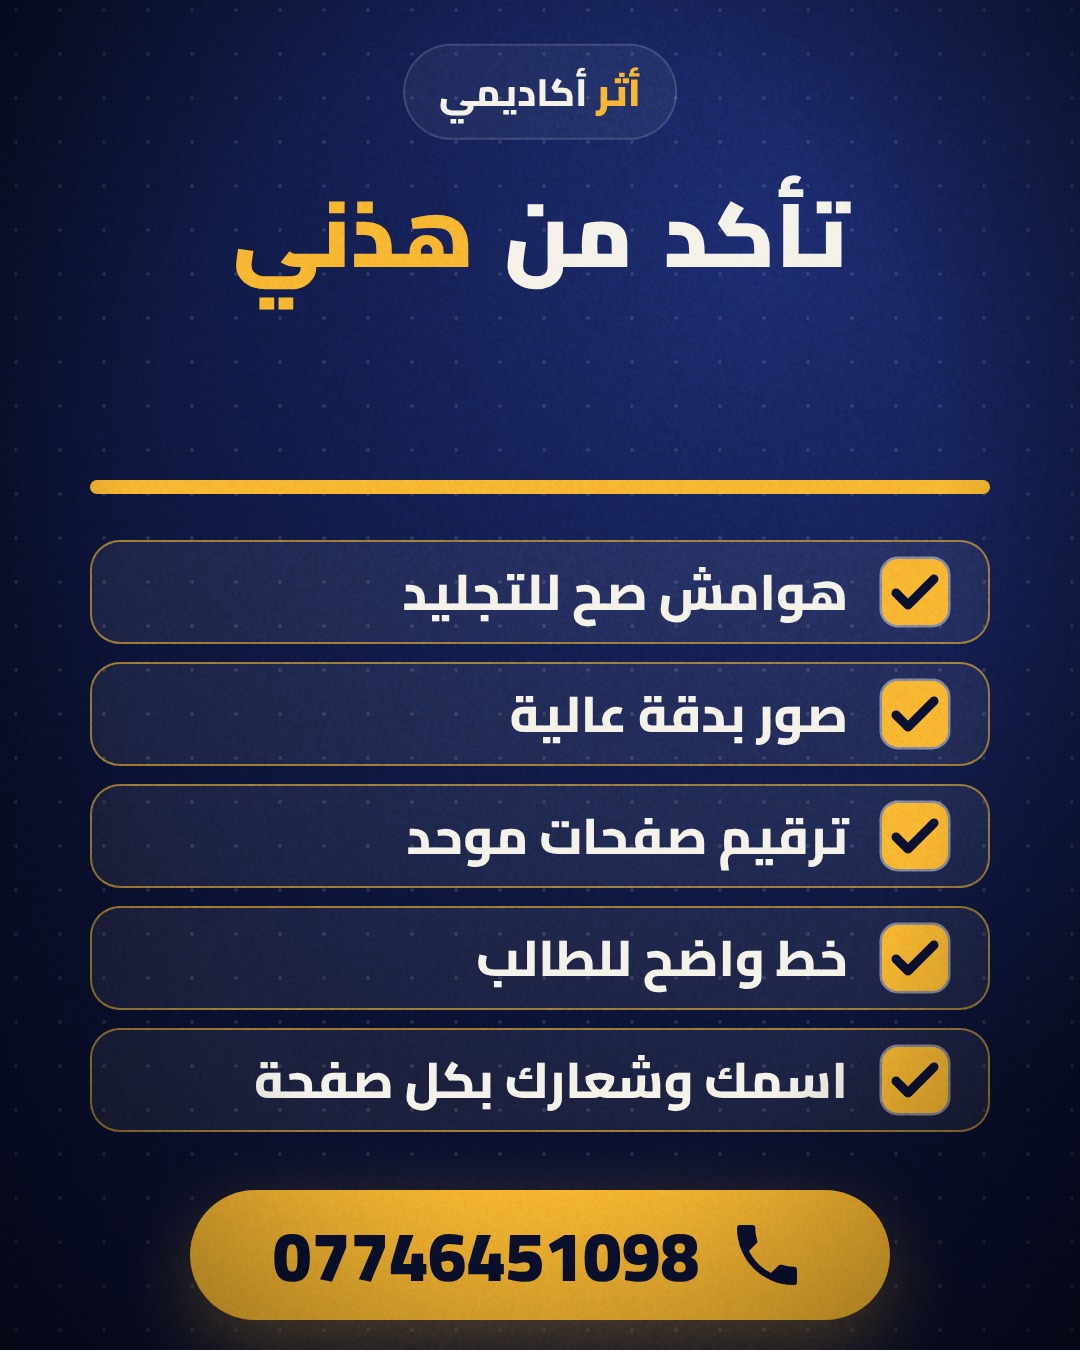 أثر أكاديمي
تأكد من هذني
هوامش صح للتجليد
صور بدقة عالية
ترقيم صفحات موحد
خط واضح للطالب
اسمك وشعارك بكل صفحة
07746451098